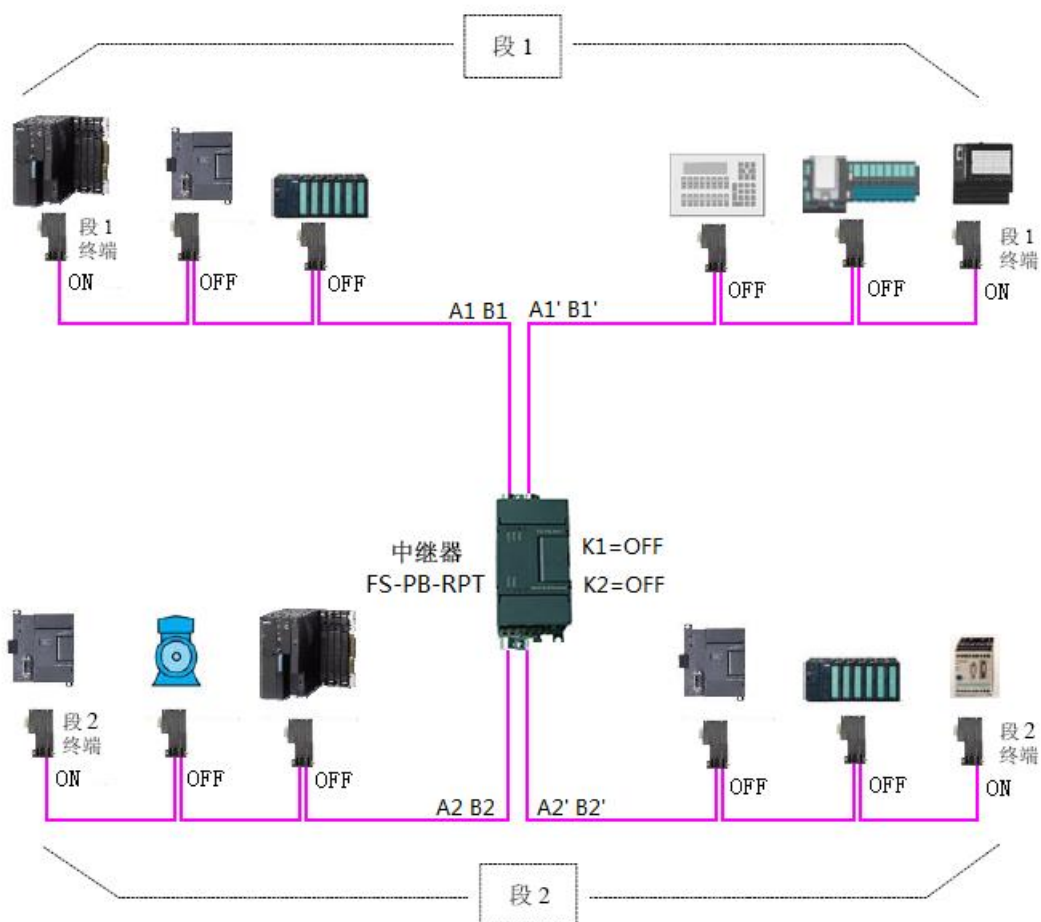 段1
段1
终端
ON
OFF
OFF
OFF
OFF
段1
终端
ON
A1 B1
A1' B1'
中继器
FS-PB-RPT
K1=OFF
K2=OFF
段2
终端
ON
OFF
OFF
OFF
OFF
段2
终端
ON
A2 B2
A2' B2'
段2